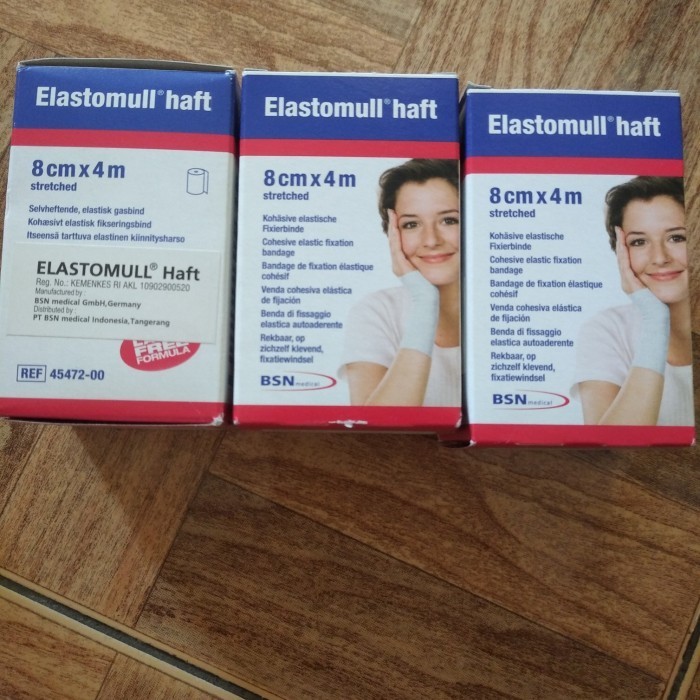 Elastomull® haft
8 cm x 4 m
stretched
Selvheftende, elastisk gasbind
Kohæsivt elastisk fikseringsbind
Itseensä tarttuva elastinen kiinnitysharso
ELASTOMULL® Haft
Reg. No.: KEMENKES RI AKL 10902900520
Manufactured by :
BSN medical GmbH,Germany
Distributed by :
PT BSN medical Indonesia,Tangerang
FREE
FORMULA
REF 45472-00
Elastomull® haft
8 cm x 4 m
stretched
Kohäsive elastische
Fixierbinde
Cohesive elastic fixation
bandage
Bandage de fixation élastique
cohésif
Venda cohesiva elástica
de fijación
Benda di fissaggio
elastica autoaderente
Rekbaar, op
zichzelf klevend,
fixatiewindsel
BSN medical
Elastomull® haft
8 cm x 4 m
stretched
Kohäsive elastische
Fixierbinde
Cohesive elastic fixation
bandage
Bandage de fixation élastique
cohésif
Venda cohesiva elástica
de fijación
Benda di fissaggio
elastica autoaderente
Rekbaar, op
zichzelf klevend,
fixatiewindsel
BSN medical